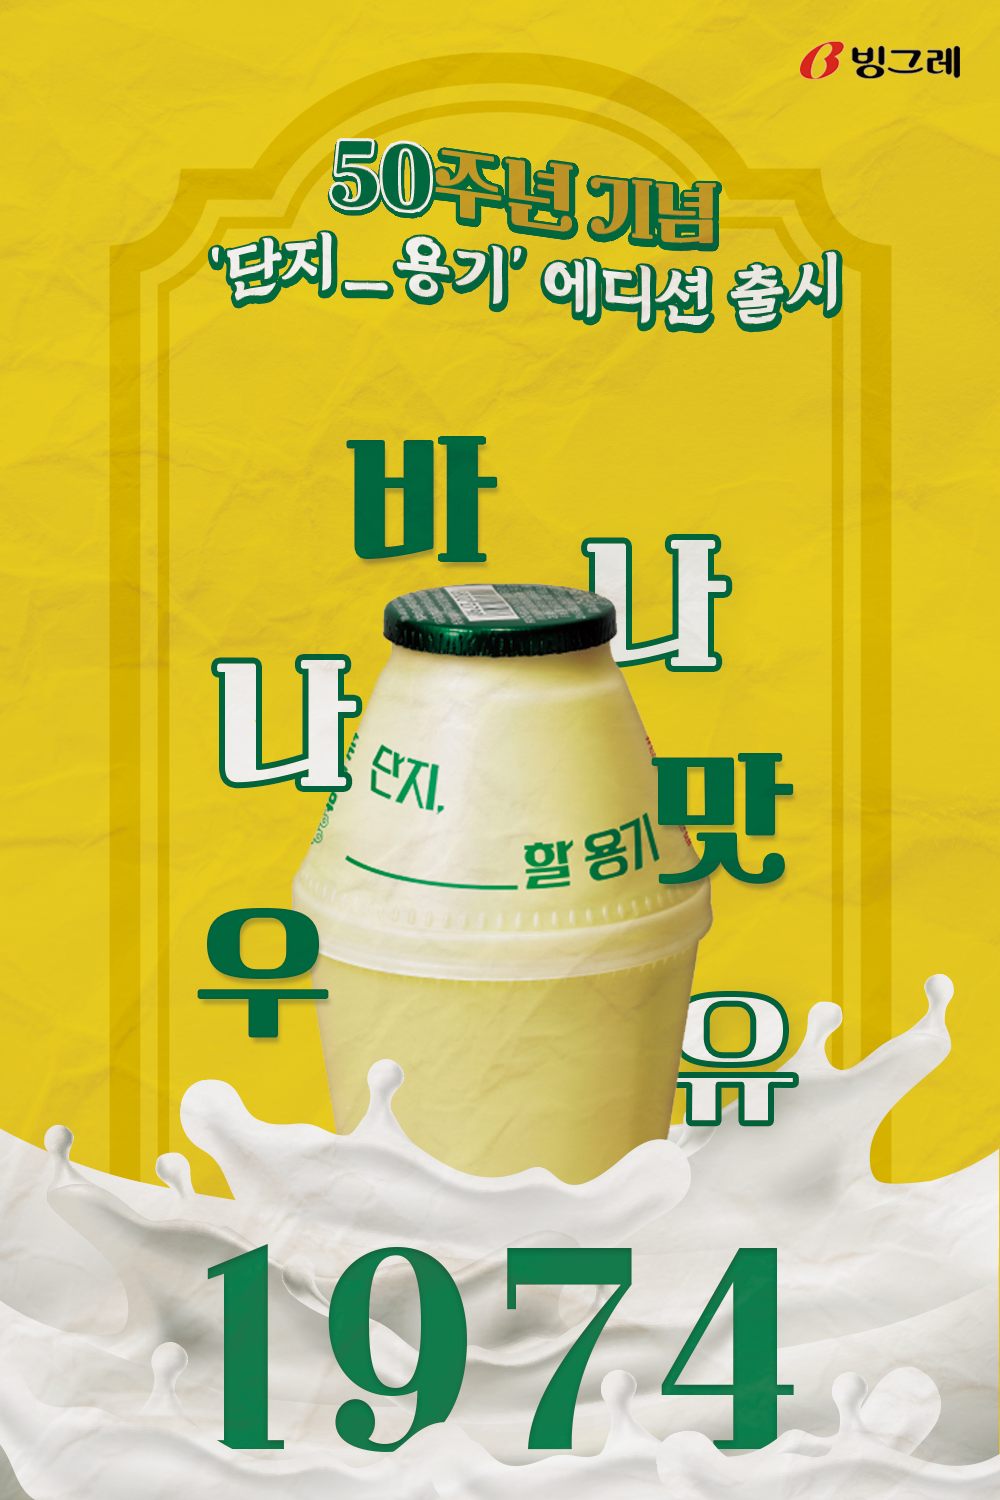 빙그레
50주년 기념
'단지_용기' 에디션 출시
바
나
나
맛
우
유
단지,
할 용기
1974